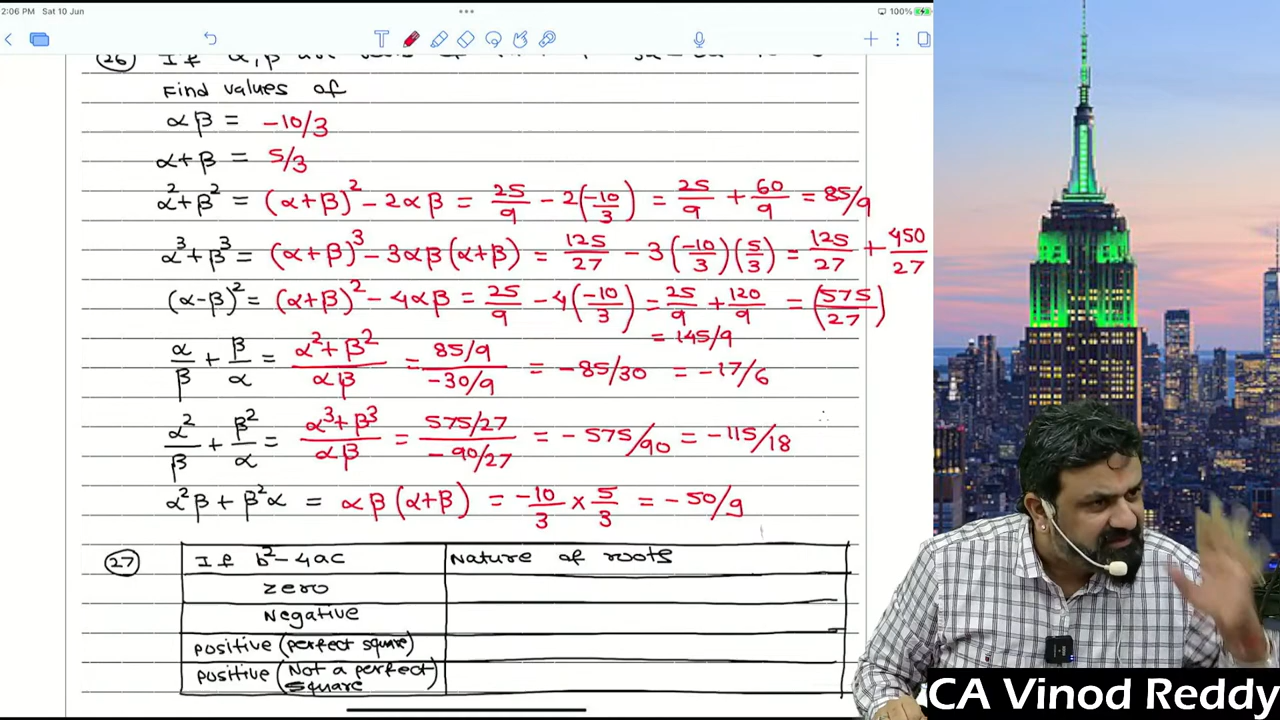 2:06 PM Sat 10 Jun
100%
(26) If α, β
Find values of
αβ = -10/3
α+β = 5/3
α²+β² = (α+β)² - 2αβ = 25/9 - 2(-10/3) = 25/9 + 60/9 = 85/9
α³+β³ = (α+β)³ - 3αβ(α+β) = 125/27 - 3(-10/3)(5/3) = 125/27 + 450/27
(α-β)² = (α+β)² - 4αβ = 25/9 - 4(-10/3) = 25/9 + 120/9 = (575/27)
= 145/9
α/β + β/α = α²+β²/αβ = 85/9/-30/9 = -85/30 = -17/6
α²/β + β²/α = α³+β³/αβ = 575/27/-90/27 = -575/90 = -115/18
α²β + β²α = αβ(α+β) = -10/3 × 5/3 = -50/9
(27) If b²-4ac Nature of roots
zero
Negative
positive (perfect square)
positive (Not a perfect square
CA Vinod Reddy